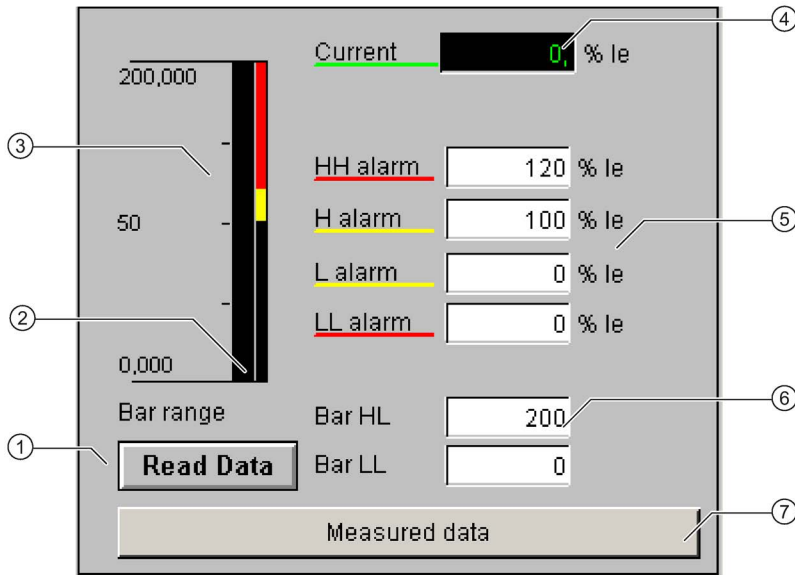 Current 0, % Ie
4
200,000
3
HH alarm 120 % Ie
50
H alarm 100 % Ie
5
L alarm 0 % Ie
2
LL alarm 0 % Ie
0,000
Bar range
Bar HL 200
6
1
Read Data
Bar LL 0
Measured data
7